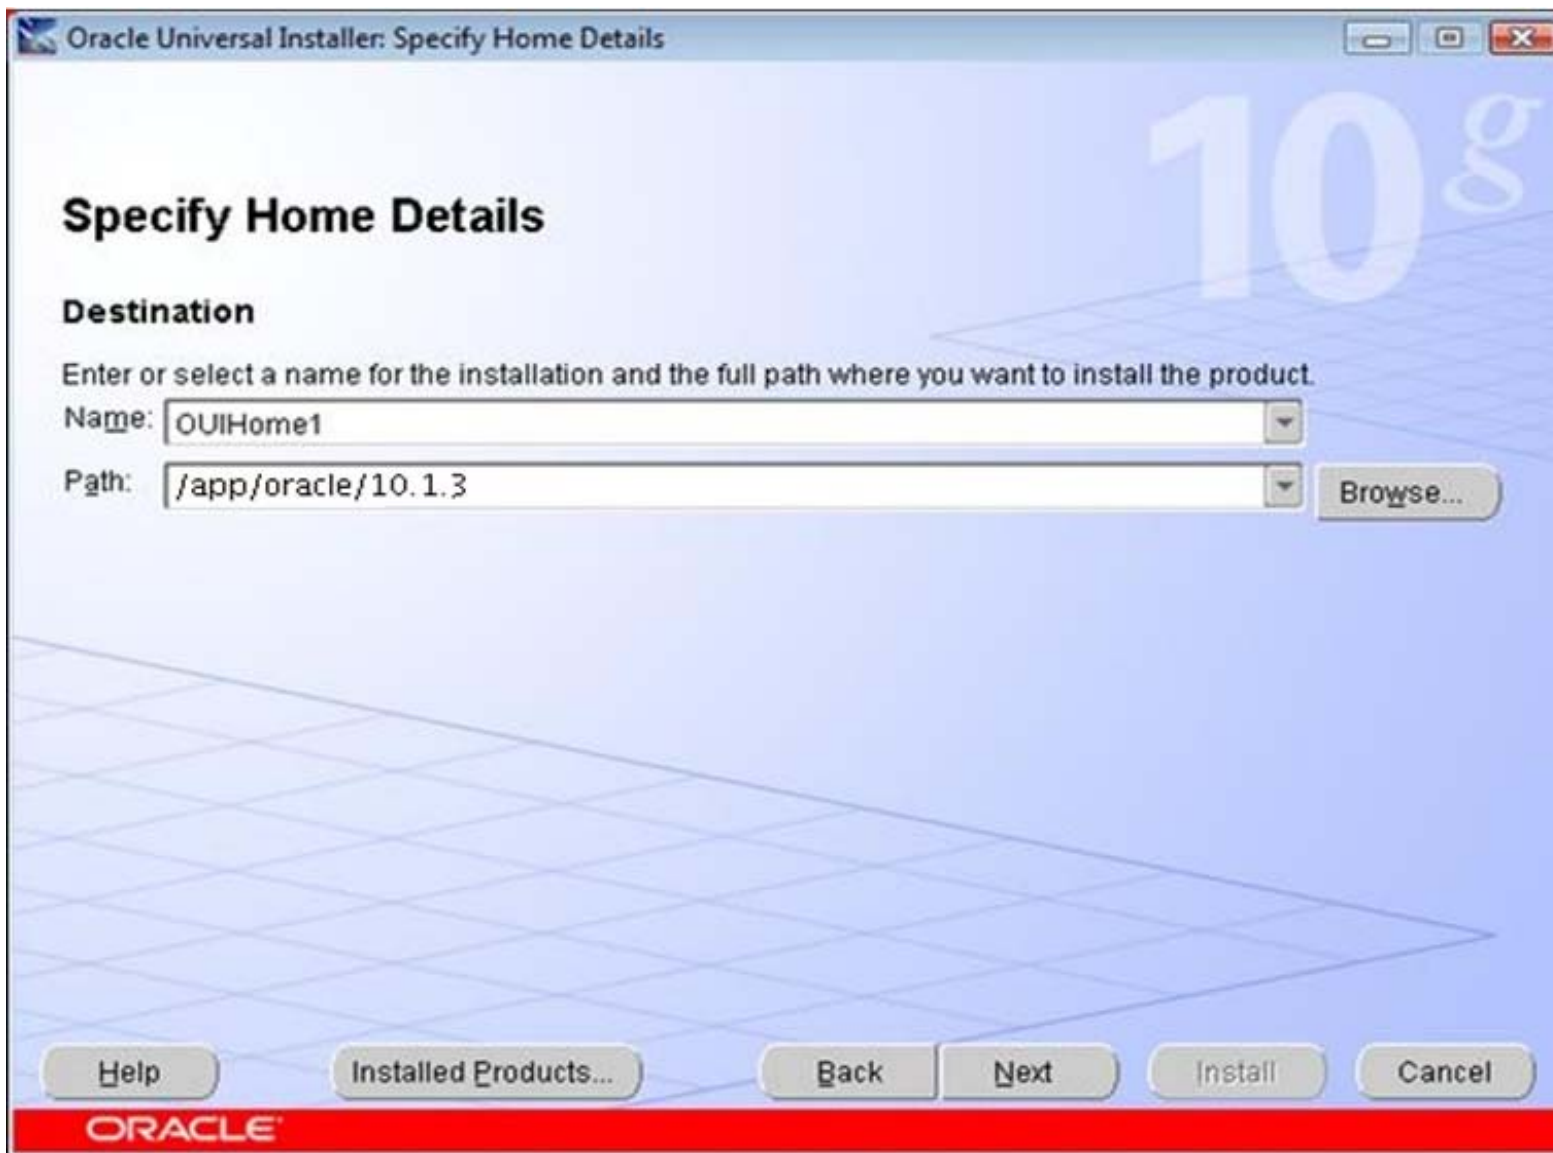 Oracle Universal Installer: Specify Home Details
10g
Specify Home Details
Destination
Enter or select a name for the installation and the full path where you want to install the product.
Name: OUIHome1
Path: /app/oracle/10.1.3 Browse...
Help Installed Products... Back Next Install Cancel
ORACLE